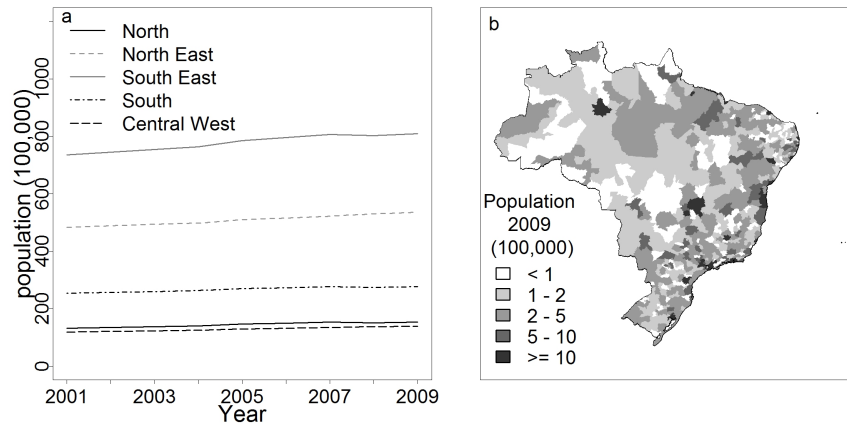 a
North
North East
South East
South
Central West
population (100,000)
0
200
400
600
800
1000
2001
2003
2005
2007
2009
Year
b
Population
2009
(100,000)
< 1
1 - 2
2 - 5
5 - 10
>= 10